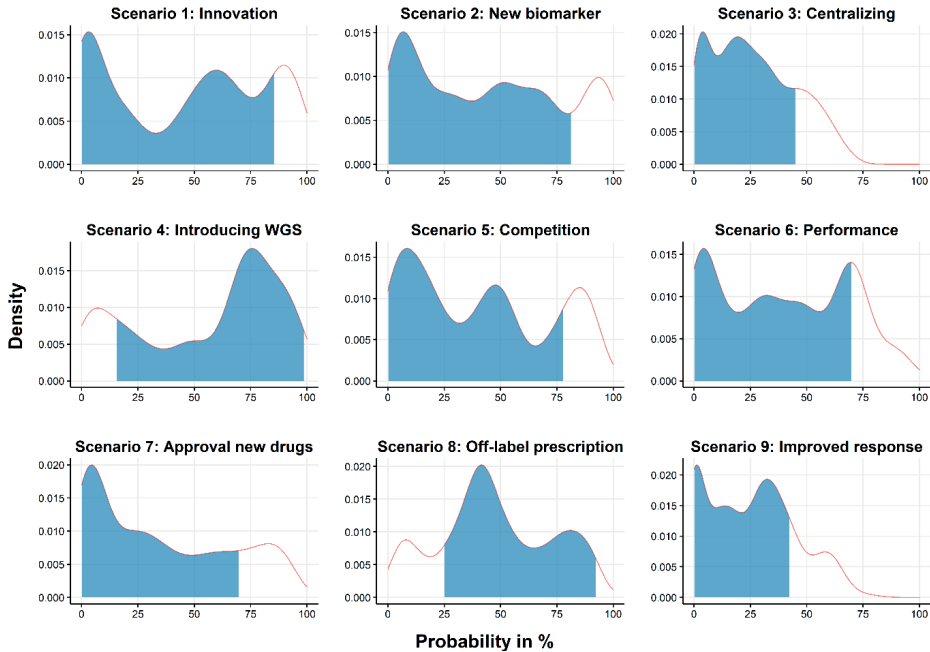 Scenario 1: Innovation
0.015
0.010
0.005
0.000
0 25 50 75 100
Scenario 2: New biomarker
0.015
0.010
0.005
0.000
0 25 50 75 100
Scenario 3: Centralizing
0.020
0.015
0.010
0.005
0.000
0 25 50 75 100
Scenario 4: Introducing WGS
0.015
0.010
0.005
0.000
0 25 50 75 100
Scenario 5: Competition
0.015
0.010
0.005
0.000
0 25 50 75 100
Scenario 6: Performance
0.015
0.010
0.005
0.000
0 25 50 75 100
Density
Scenario 7: Approval new drugs
0.020
0.015
0.010
0.005
0.000
0 25 50 75 100
Scenario 8: Off-label prescription
0.020
0.015
0.010
0.005
0.000
0 25 50 75 100
Scenario 9: Improved response
0.020
0.015
0.010
0.005
0.000
0 25 50 75 100
Probability in %